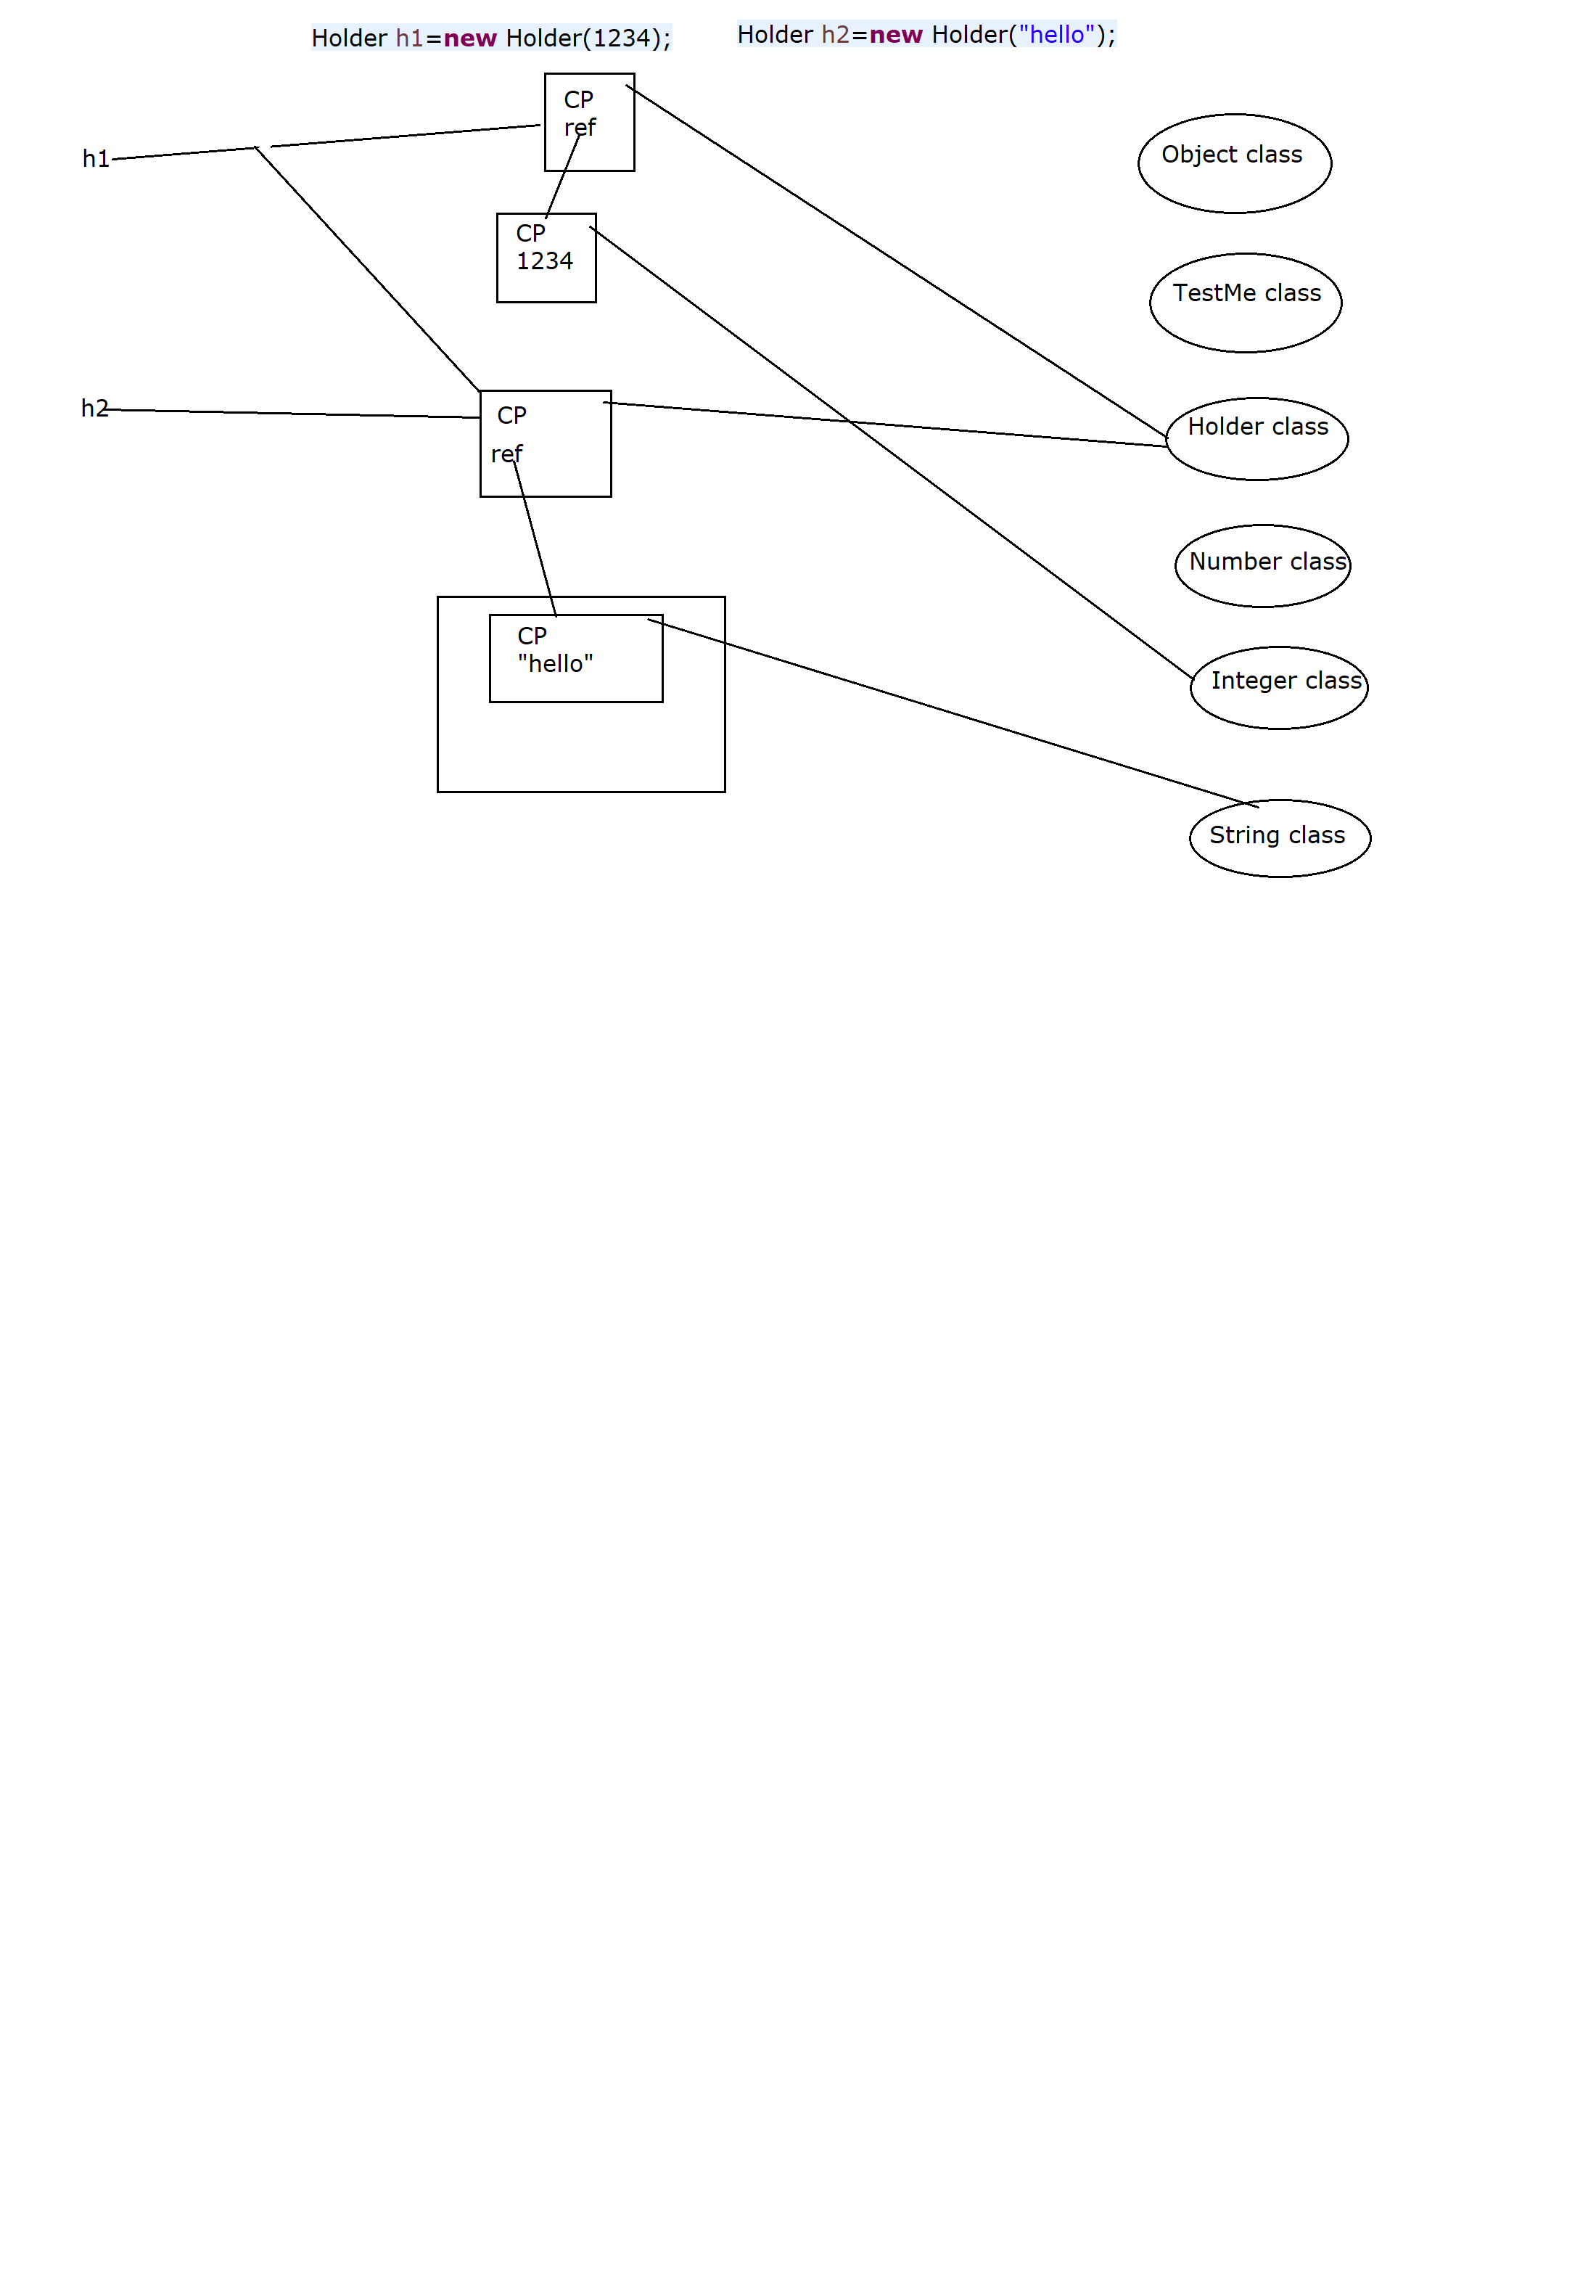 Holder h1=new Holder(1234);
Holder h2=new Holder("hello");
CP
ref
h1
Object class
CP
1234
TestMe class
h2
CP
ref
Holder class
Number class
CP
"hello"
Integer class
String class